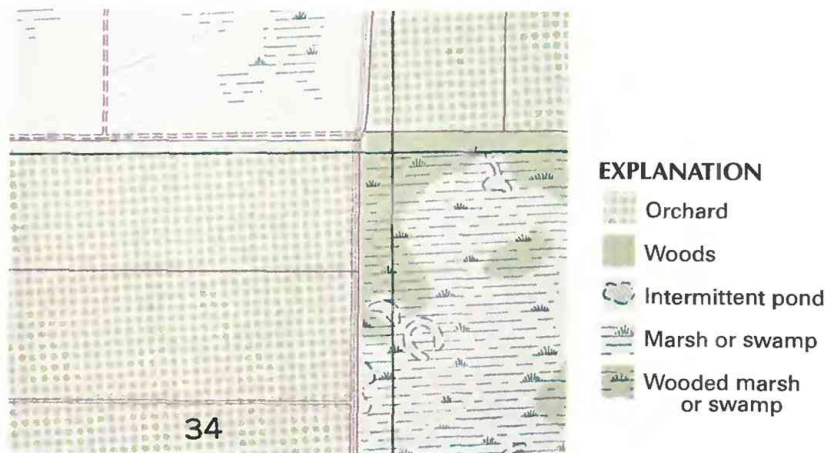 EXPLANATION
Orchard
Woods
Intermittent pond
Marsh or swamp
Wooded marsh
or swamp
34